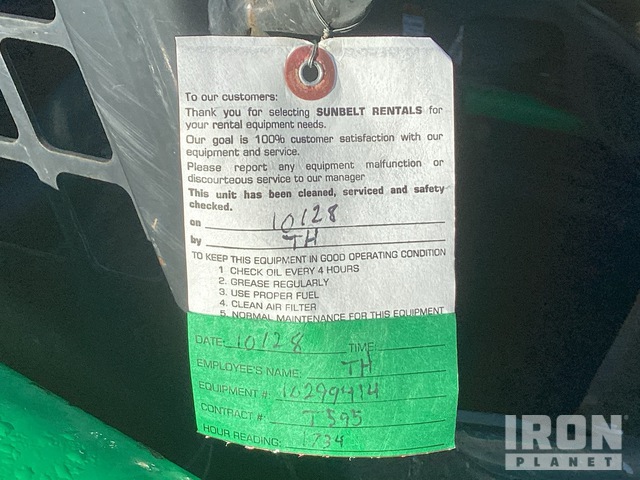 To our customers:
Thank you for selecting SUNBELT RENTALS for
your rental equipment needs.
Our goal is 100% customer satisfaction with our
equipment and service.
Please report any equipment malfunction or
discourteous service to our manager
This unit has been cleaned, serviced and safety
checked.
on 10/28
by TH
TO KEEP THIS EQUIPMENT IN GOOD OPERATING CONDITION
1 CHECK OIL EVERY 4 HOURS
2. GREASE REGULARLY
3. USE PROPER FUEL
4. CLEAN AIR FILTER
5. NORMAL MAINTENANCE FOR THIS EQUIPMENT
DATE: 10/28 TIME:
EMPLOYEE'S NAME: TH
EQUIPMENT #: 10299414
CONTRACT #: T595
HOUR READING: 1734
IRON
PLANET